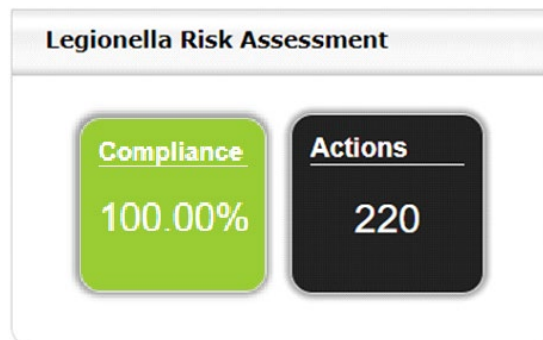 Legionella Risk Assessment
Compliance
100.00%
Actions
220